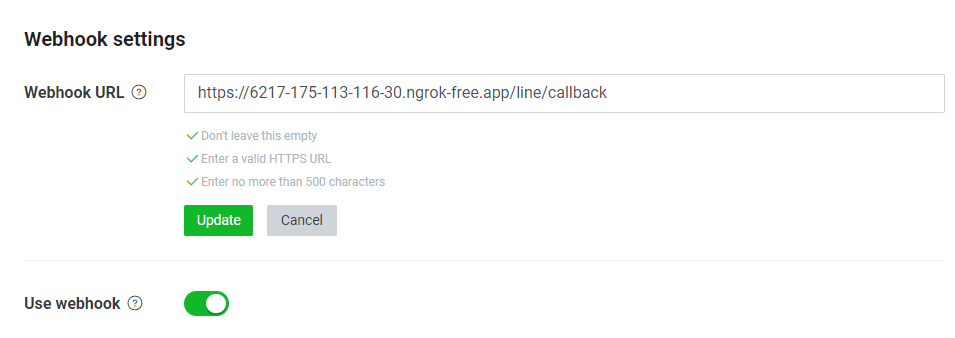 Webhook settings
Webhook URL ?
https://6217-175-113-116-30.ngrok-free.app/line/callback
Don't leave this empty
Enter a valid HTTPS URL
Enter no more than 500 characters
Update Cancel
Use webhook ?